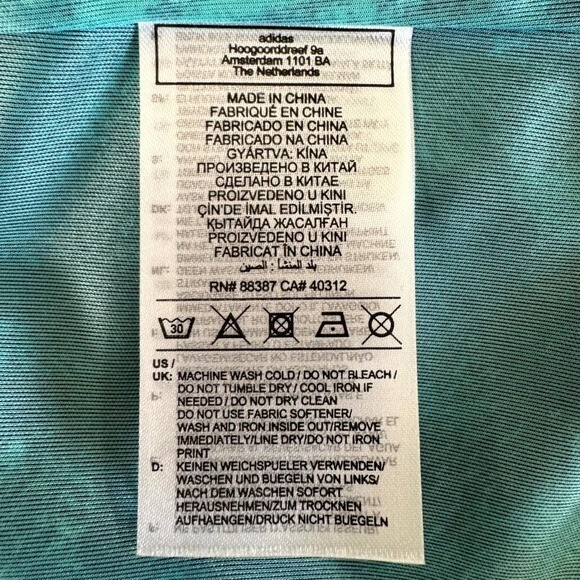 adidas
Hoogoorddreef 9a
Amsterdam 1101 BA
The Netherlands
MADE IN CHINA
FABRIQUÉ EN CHINE
FABRICADO EN CHINA
FABRICADO NA CHINA
GYÁRTVA: KÍNA
ПРОИЗВЕДЕНО В КИТАЙ
СДЕЛАНО В КИТАЕ
PROIZVEDENO U KINI
ÇİN'DE İMAL EDİLMİŞTİR.
ҚЫТАЙДА ЖАСАЛҒАН
PROIZVEDENO U KINI
FABRICAT ÎN CHINA
بلد المنشأ : الصين
RN# 88387 CA# 40312
30
US /
UK: MACHINE WASH COLD / DO NOT BLEACH /
DO NOT TUMBLE DRY / COOL IRON IF
NEEDED / DO NOT DRY CLEAN
DO NOT USE FABRIC SOFTENER/
WASH AND IRON INSIDE OUT/REMOVE
IMMEDIATELY/LINE DRY/DO NOT IRON
PRINT
D: KEINEN WEICHSPUELER VERWENDEN/
WASCHEN UND BUEGELN VON LINKS/
NACH DEM WASCHEN SOFORT
HERAUSNEHMEN/ZUM TROCKNEN
AUFHAENGEN/DRUCK NICHT BUEGELN